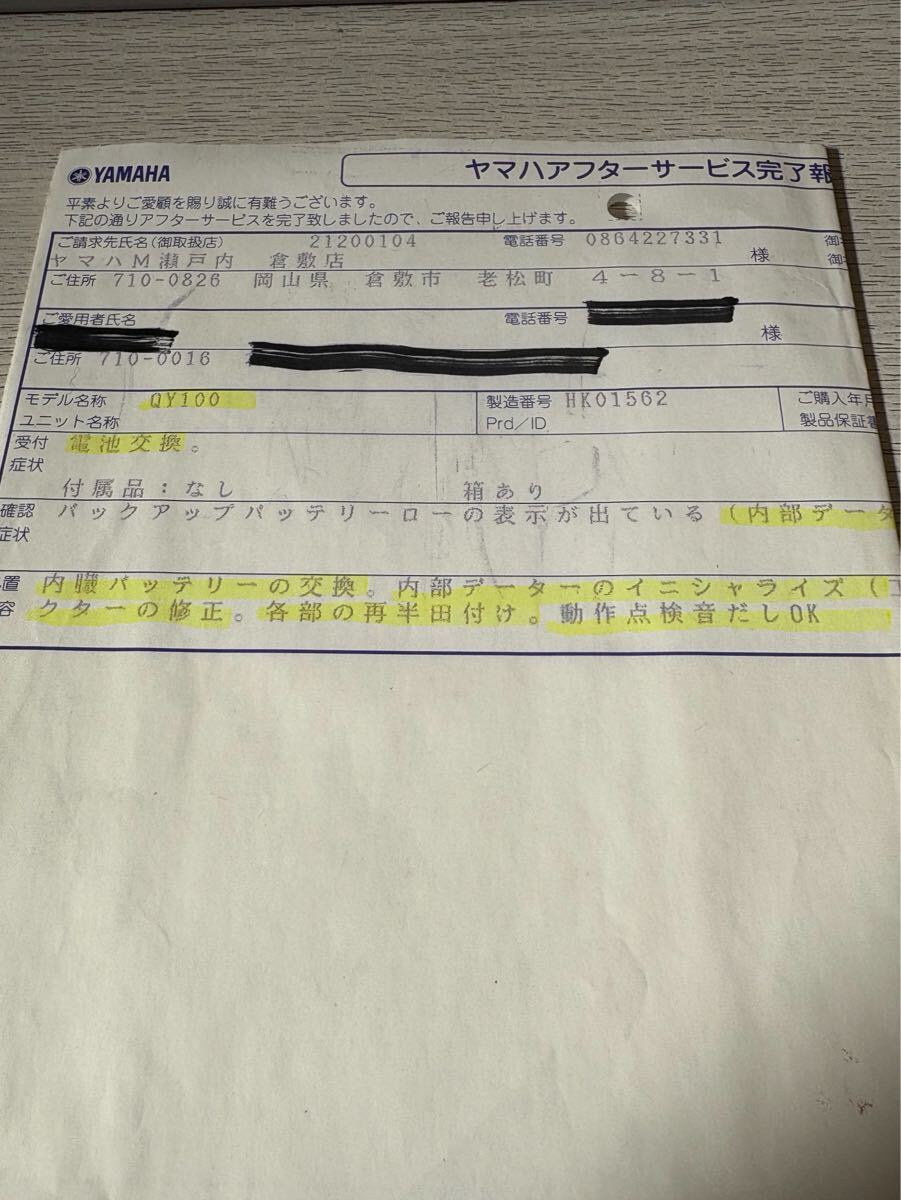 YAMAHA
ヤマハアフターサービス完了報
平素よりご愛顧を賜り誠に有難うございます。
下記の通りアフターサービスを完了致しましたので、ご報告申し上げます。
ご請求先氏名(御取扱店) 21200104 電話番号 0864227331 御
ヤマハM瀬戸内 倉敷店 様 御
ご住所 710-0826 岡山県 倉敷市 老松町 4-8-1
ご愛用者氏名 電話番号
様
ご住所 710-0016
モデル名称 QY100 製造番号 HK01562 ご購入年月
ユニット名称 Prd/ID 製品保証書
受付 電池交換。
症状
付属品:なし 箱あり
確認 バックアップバッテリーローの表示が出ている(内部データ
症状
置 内臓バッテリーの交換。内部データーのイニシャライズ(コ
容 クターの修正。各部の再半田付け。動作点検音だしOK